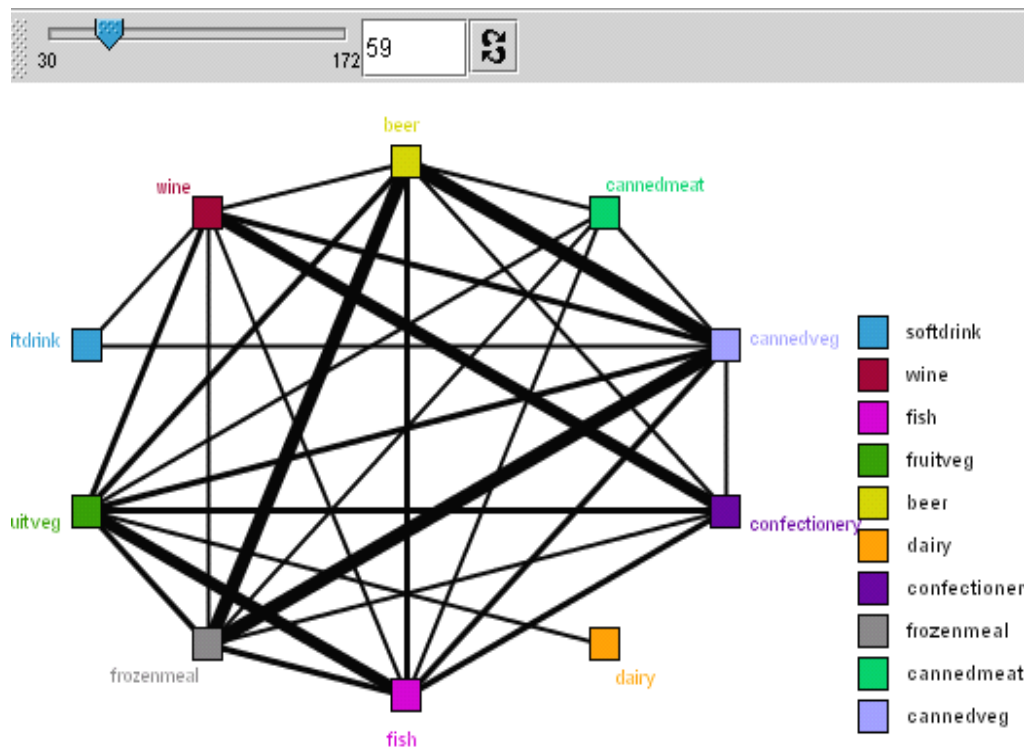 30
172
59
beer
wine
cannedmeat
ftdrink
cannedveg
uitveg
confectionery
frozenmeal
dairy
fish
softdrink
wine
fish
fruitveg
beer
dairy
confectioner
frozenmeal
cannedmeat
cannedveg